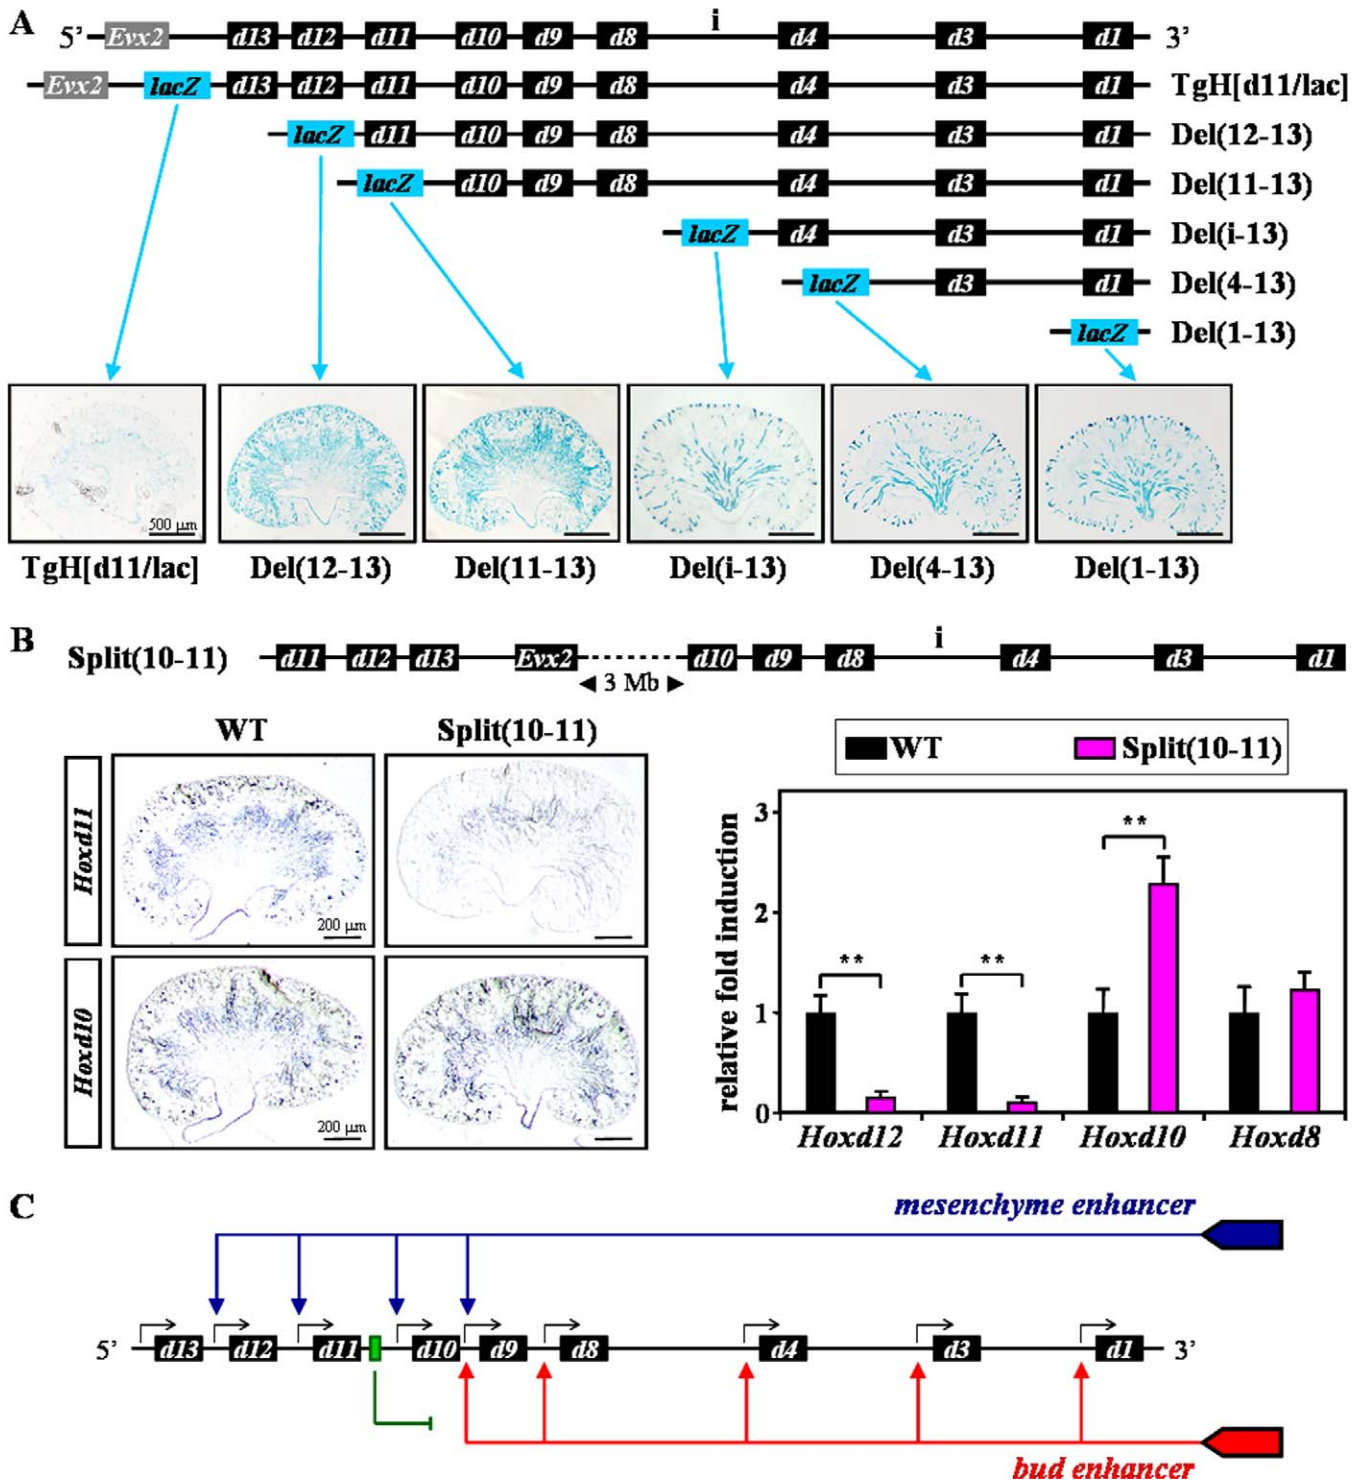 A
i
5’ Evx2 d13 d12 d11 d10 d9 d8 d4 d3 d1 3’
Evx2 lacZ d13 d12 d11 d10 d9 d8 d4 d3 d1 TgH[d11/lac]
lacZ d11 d10 d9 d8 d4 d3 d1 Del(12-13)
lacZ d10 d9 d8 d4 d3 d1 Del(11-13)
lacZ d4 d3 d1 Del(i-13)
lacZ d3 d1 Del(4-13)
lacZ Del(1-13)
500 µm
TgH[d11/lac] Del(12-13) Del(11-13) Del(i-13) Del(4-13) Del(1-13)
B
i
Split(10-11) d11 d12 d13 Evx2 d10 d9 d8 d4 d3 d1
3 Mb
WT Split(10-11)
Hoxd11
200 µm
Hoxd10
200 µm
WT Split(10-11)
relative fold induction
3
2
1
0
**
**
**
Hoxd12 Hoxd11 Hoxd10 Hoxd8
C
mesenchyme enhancer
5’ d13 d12 d11 d10 d9 d8 d4 d3 d1 3’
bud enhancer